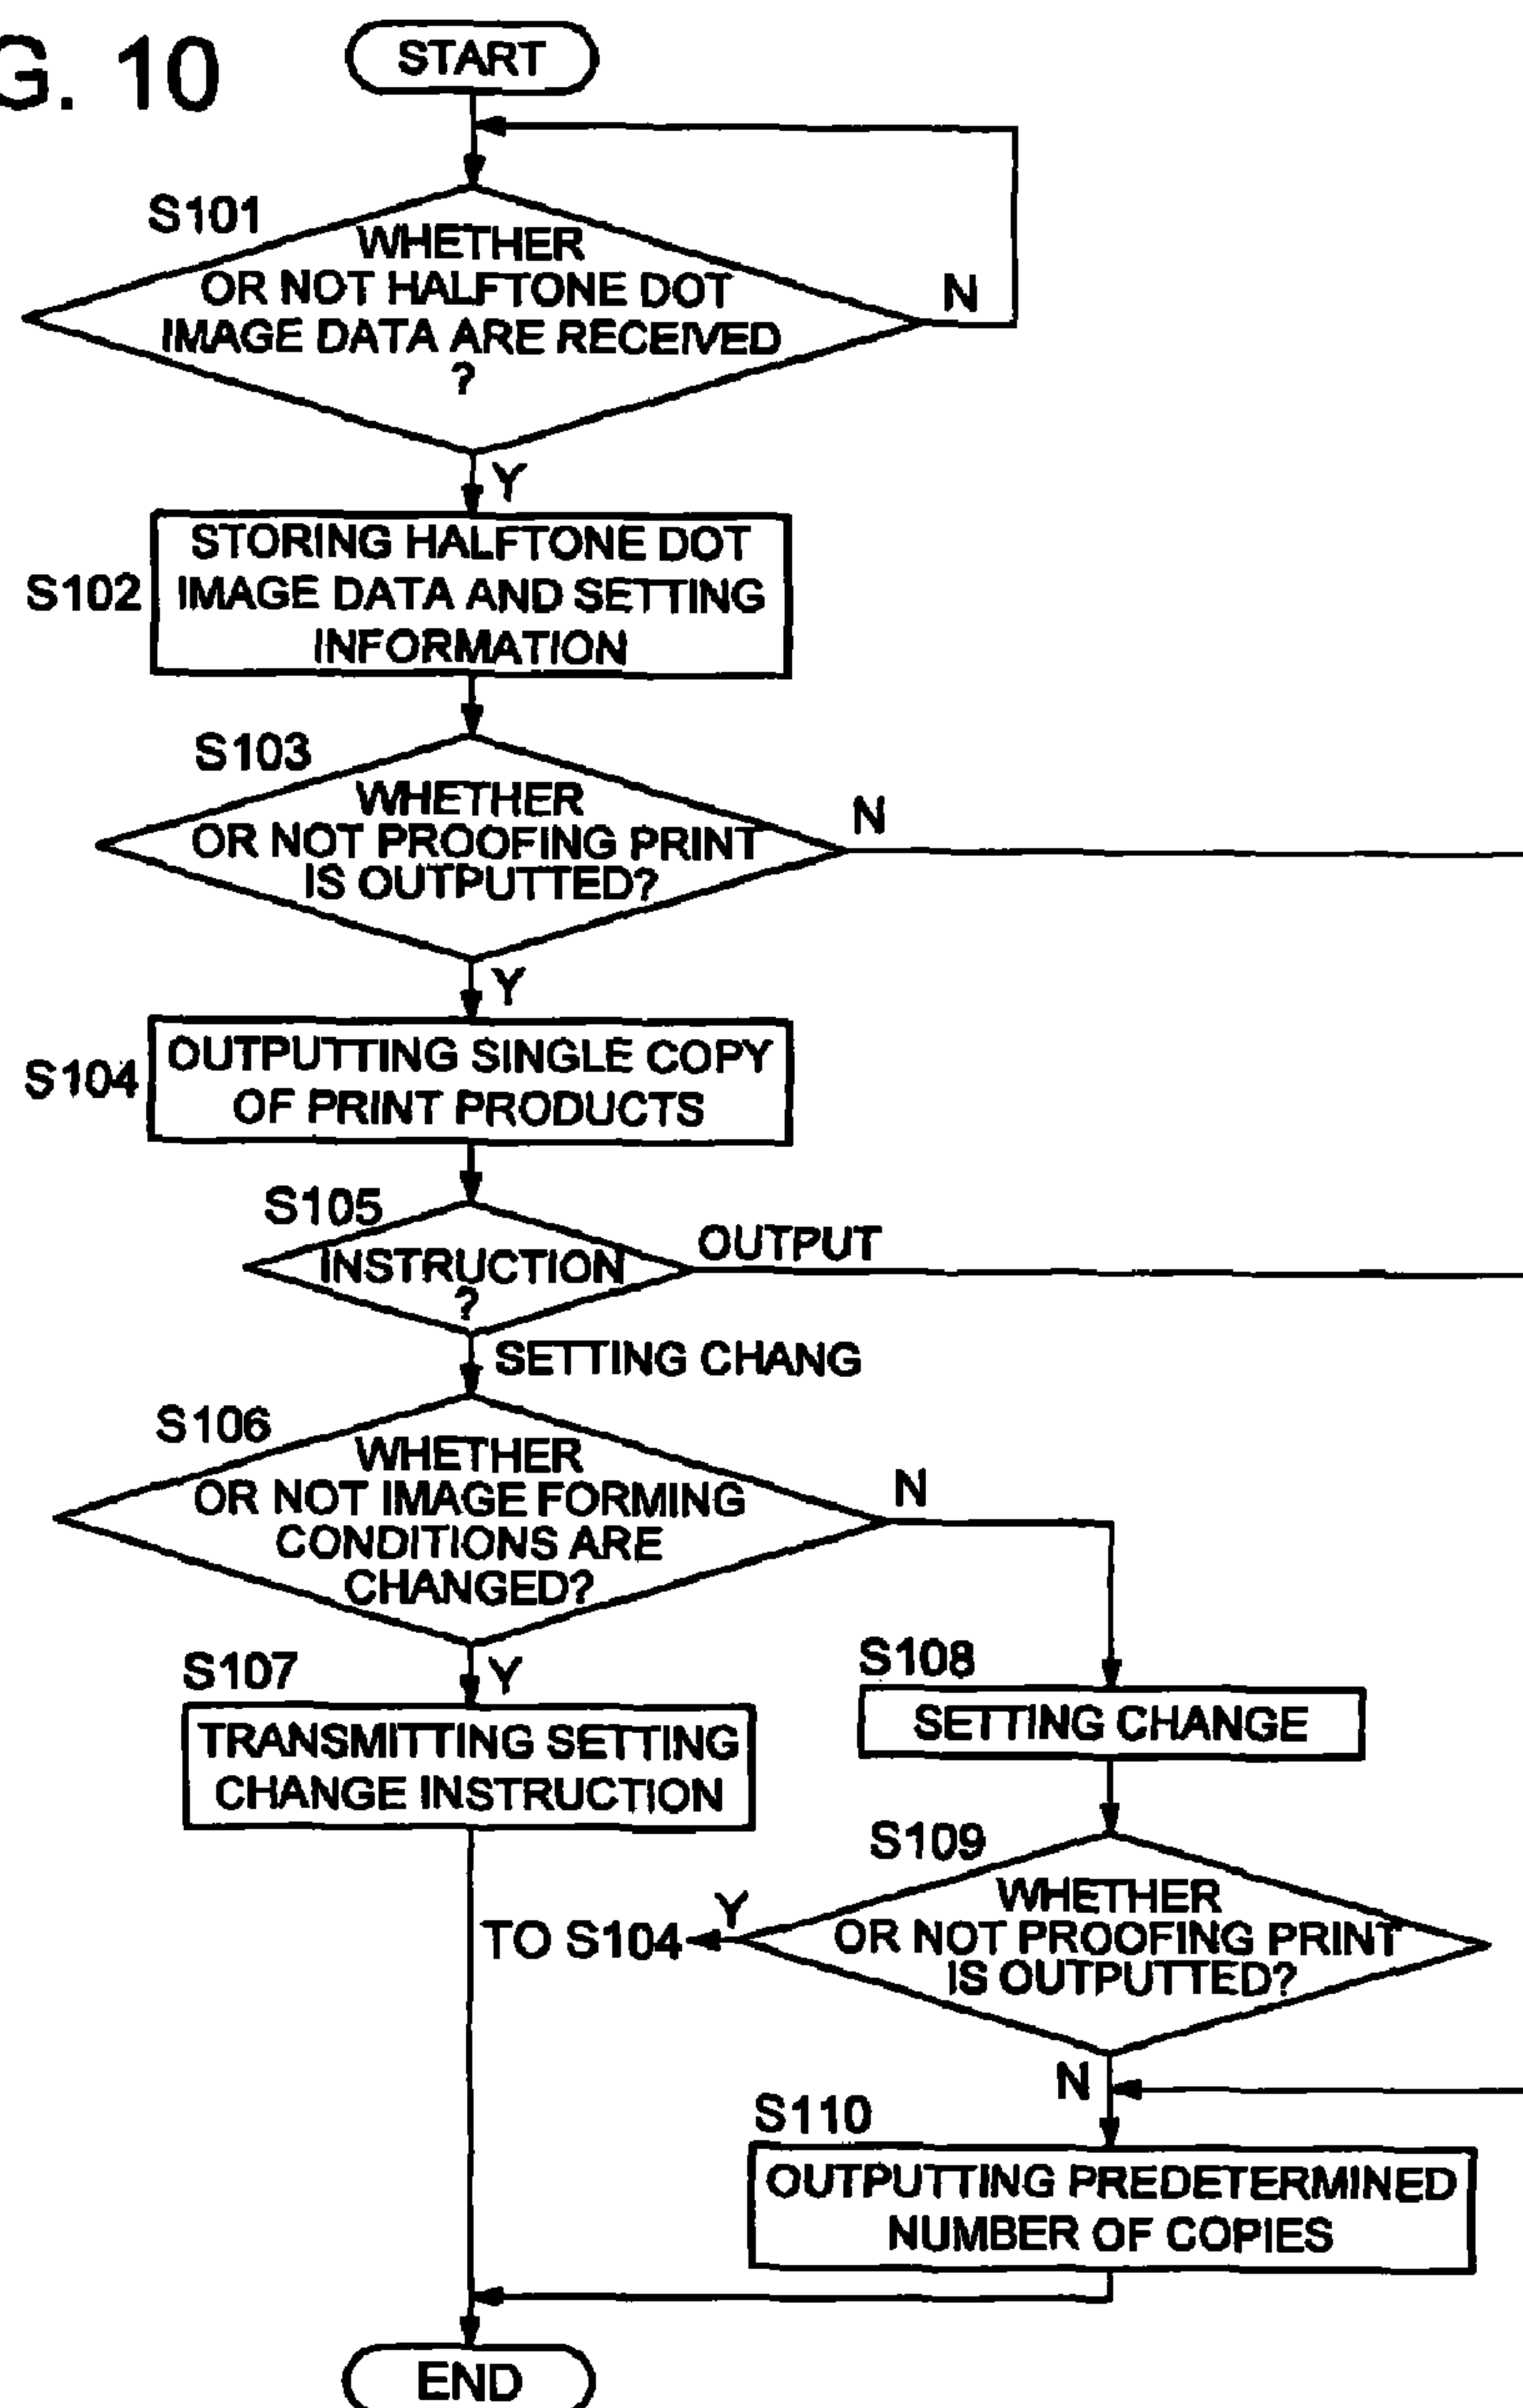 G. 10
START
S101
WHETHER
OR NOT HALFTONE DOT
IMAGE DATA ARE RECEIVED
?
N
Y
S102
STORING HALFTONE DOT
IMAGE DATA AND SETTING
INFORMATION
S103
WHETHER
OR NOT PROOFING PRINT
IS OUTPUTTED?
N
Y
S104
OUTPUTTING SINGLE COPY
OF PRINT PRODUCTS
S105
INSTRUCTION
?
OUTPUT
SETTING CHANG
S106
WHETHER
OR NOT IMAGE FORMING
CONDITIONS ARE
CHANGED?
N
Y
S107
TRANSMITTING SETTING
CHANGE INSTRUCTION
S108
SETTING CHANGE
S109
WHETHER
OR NOT PROOFING PRINT
IS OUTPUTTED?
Y
TO S104
N
S110
OUTPUTTING PREDETERMINED
NUMBER OF COPIES
END